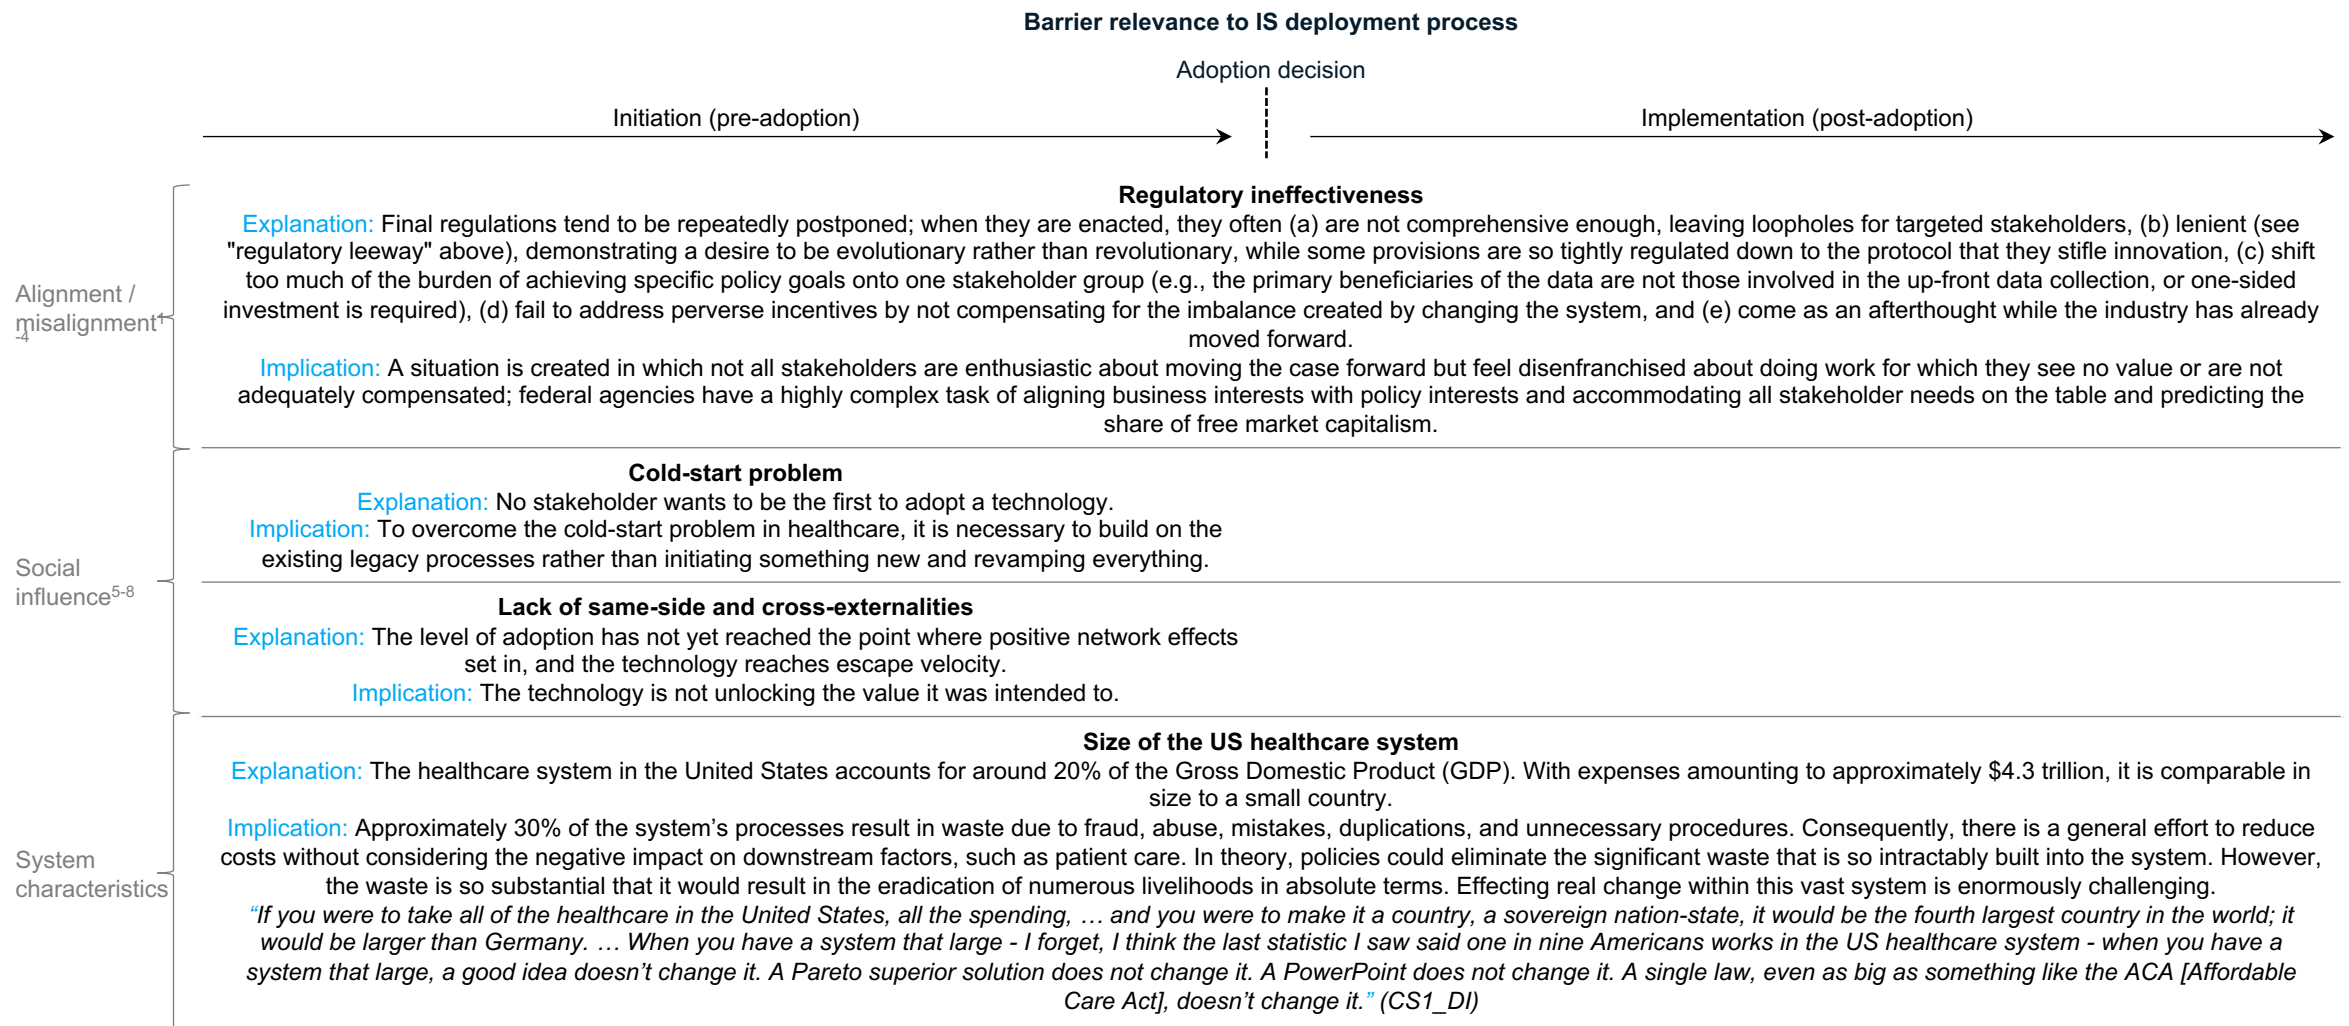 Barrier relevance to IS deployment process
Adoption decision
Initiation (pre-adoption)
Implementation (post-adoption)
Alignment /
misalignment1
-4
Regulatory ineffectiveness
Explanation: Final regulations tend to be repeatedly postponed; when they are enacted, they often (a) are not comprehensive enough, leaving loopholes for targeted stakeholders, (b) lenient (see
"regulatory leeway" above), demonstrating a desire to be evolutionary rather than revolutionary, while some provisions are so tightly regulated down to the protocol that they stifle innovation, (c) shift
too much of the burden of achieving specific policy goals onto one stakeholder group (e.g., the primary beneficiaries of the data are not those involved in the up-front data collection, or one-sided
investment is required), (d) fail to address perverse incentives by not compensating for the imbalance created by changing the system, and (e) come as an afterthought while the industry has already
moved forward.
Implication: A situation is created in which not all stakeholders are enthusiastic about moving the case forward but feel disenfranchised about doing work for which they see no value or are not
adequately compensated; federal agencies have a highly complex task of aligning business interests with policy interests and accommodating all stakeholder needs on the table and predicting the
share of free market capitalism.
Social
influence5-8
Cold-start problem
Explanation: No stakeholder wants to be the first to adopt a technology.
Implication: To overcome the cold-start problem in healthcare, it is necessary to build on the
existing legacy processes rather than initiating something new and revamping everything.
Lack of same-side and cross-externalities
Explanation: The level of adoption has not yet reached the point where positive network effects
set in, and the technology reaches escape velocity.
Implication: The technology is not unlocking the value it was intended to.
System
characteristics
Size of the US healthcare system
Explanation: The healthcare system in the United States accounts for around 20% of the Gross Domestic Product (GDP). With expenses amounting to approximately $4.3 trillion, it is comparable in
size to a small country.
Implication: Approximately 30% of the system’s processes result in waste due to fraud, abuse, mistakes, duplications, and unnecessary procedures. Consequently, there is a general effort to reduce
costs without considering the negative impact on downstream factors, such as patient care. In theory, policies could eliminate the significant waste that is so intractably built into the system. However,
the waste is so substantial that it would result in the eradication of numerous livelihoods in absolute terms. Effecting real change within this vast system is enormously challenging.
“If you were to take all of the healthcare in the United States, all the spending, … and you were to make it a country, a sovereign nation-state, it would be the fourth largest country in the world; it
would be larger than Germany. … When you have a system that large - I forget, I think the last statistic I saw said one in nine Americans works in the US healthcare system - when you have a
system that large, a good idea doesn’t change it. A Pareto superior solution does not change it. A PowerPoint does not change it. A single law, even as big as something like the ACA [Affordable
Care Act], doesn’t change it.” (CS1_DI)